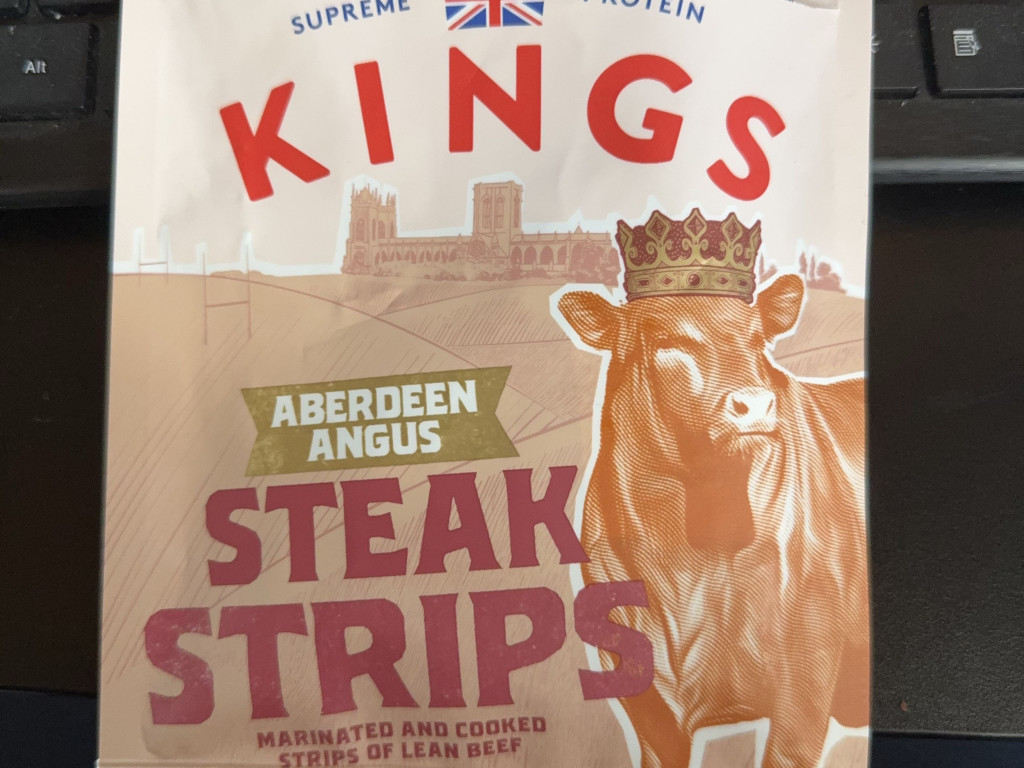 Alt
SUPREME PROTEIN
KINGS
ABERDEEN
ANGUS
STEAK
STRIPS
MARINATED AND COOKED
STRIPS OF LEAN BEEF